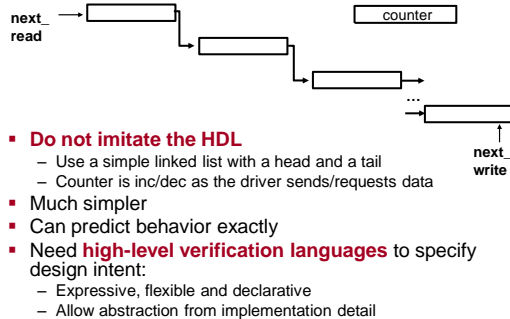 next_
read
counter
...
next_
write
▪ Do not imitate the HDL
– Use a simple linked list with a head and a tail
– Counter is inc/dec as the driver sends/requests data
▪ Much simpler
▪ Can predict behavior exactly
▪ Need high-level verification languages to specify
design intent:
– Expressive, flexible and declarative
– Allow abstraction from implementation detail